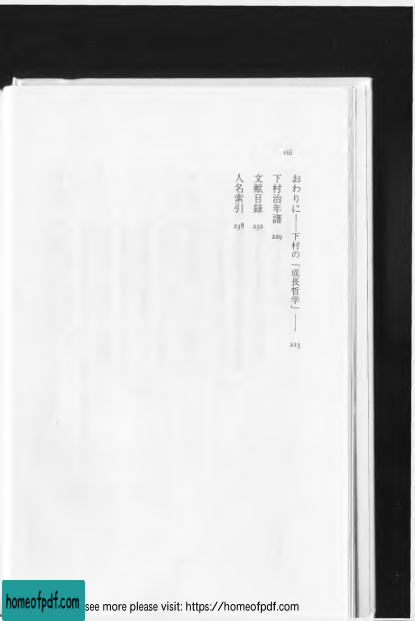 viii
おわりに——下村の「成長哲学」—— 223
下村治年譜 229
文献目録 232
人名索引 238
homeofpdf.com
see more please visit: https://homeofpdf.com